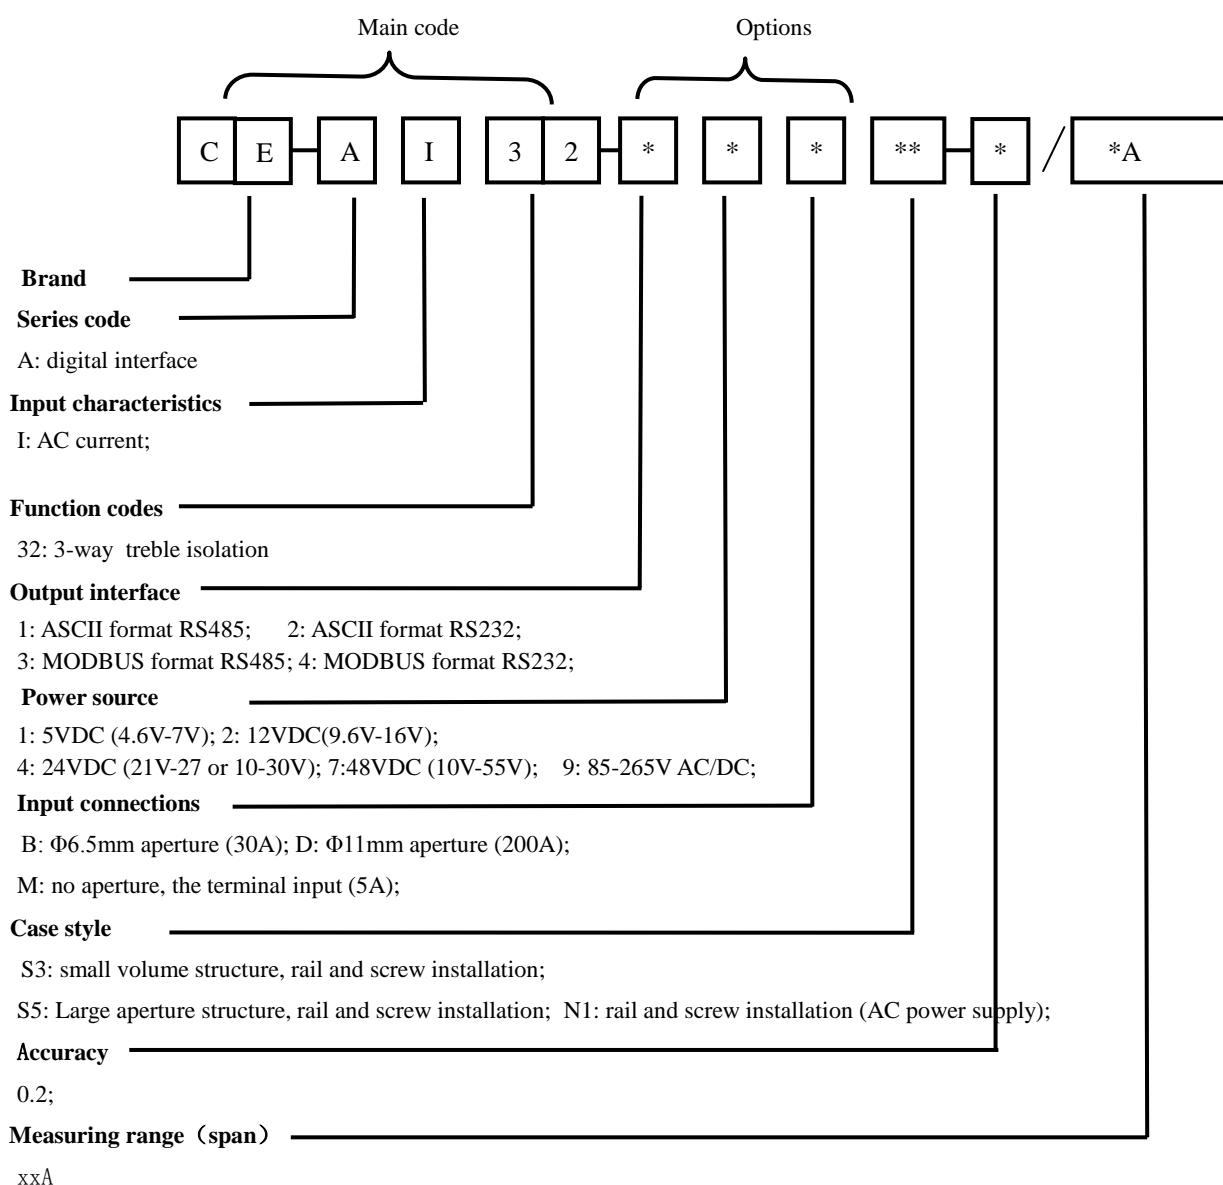 Main code Options
C E A I 3 2 * * * ** * / *A
Brand
Series code
A: digital interface
Input characteristics
I: AC current;
Function codes
32: 3-way treble isolation
Output interface
1: ASCII format RS485; 2: ASCII format RS232;
3: MODBUS format RS485; 4: MODBUS format RS232;
Power source
1: 5VDC (4.6V-7V); 2: 12VDC(9.6V-16V);
4: 24VDC (21V-27 or 10-30V); 7:48VDC (10V-55V); 9: 85-265V AC/DC;
Input connections
B: Φ6.5mm aperture (30A); D: Φ11mm aperture (200A);
M: no aperture, the terminal input (5A);
Case style
S3: small volume structure, rail and screw installation;
S5: Large aperture structure, rail and screw installation; N1: rail and screw installation (AC power supply);
Accuracy
0.2;
Measuring range（span）
xxA